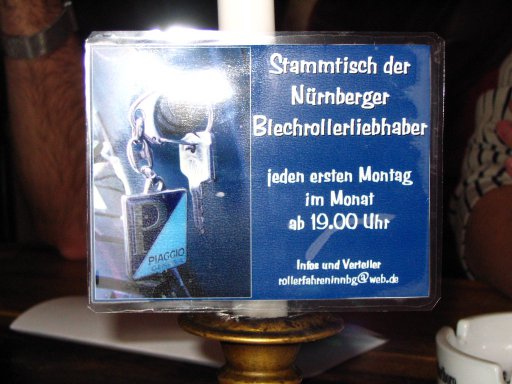 Stammtisch der
Nürnberger
Blechrollerliebhaber
jeden ersten Montag
im Monat
ab 19.00 Uhr
Infos und Verteiler
rollerfahreninnbg@web.de
P
PIAGGIO